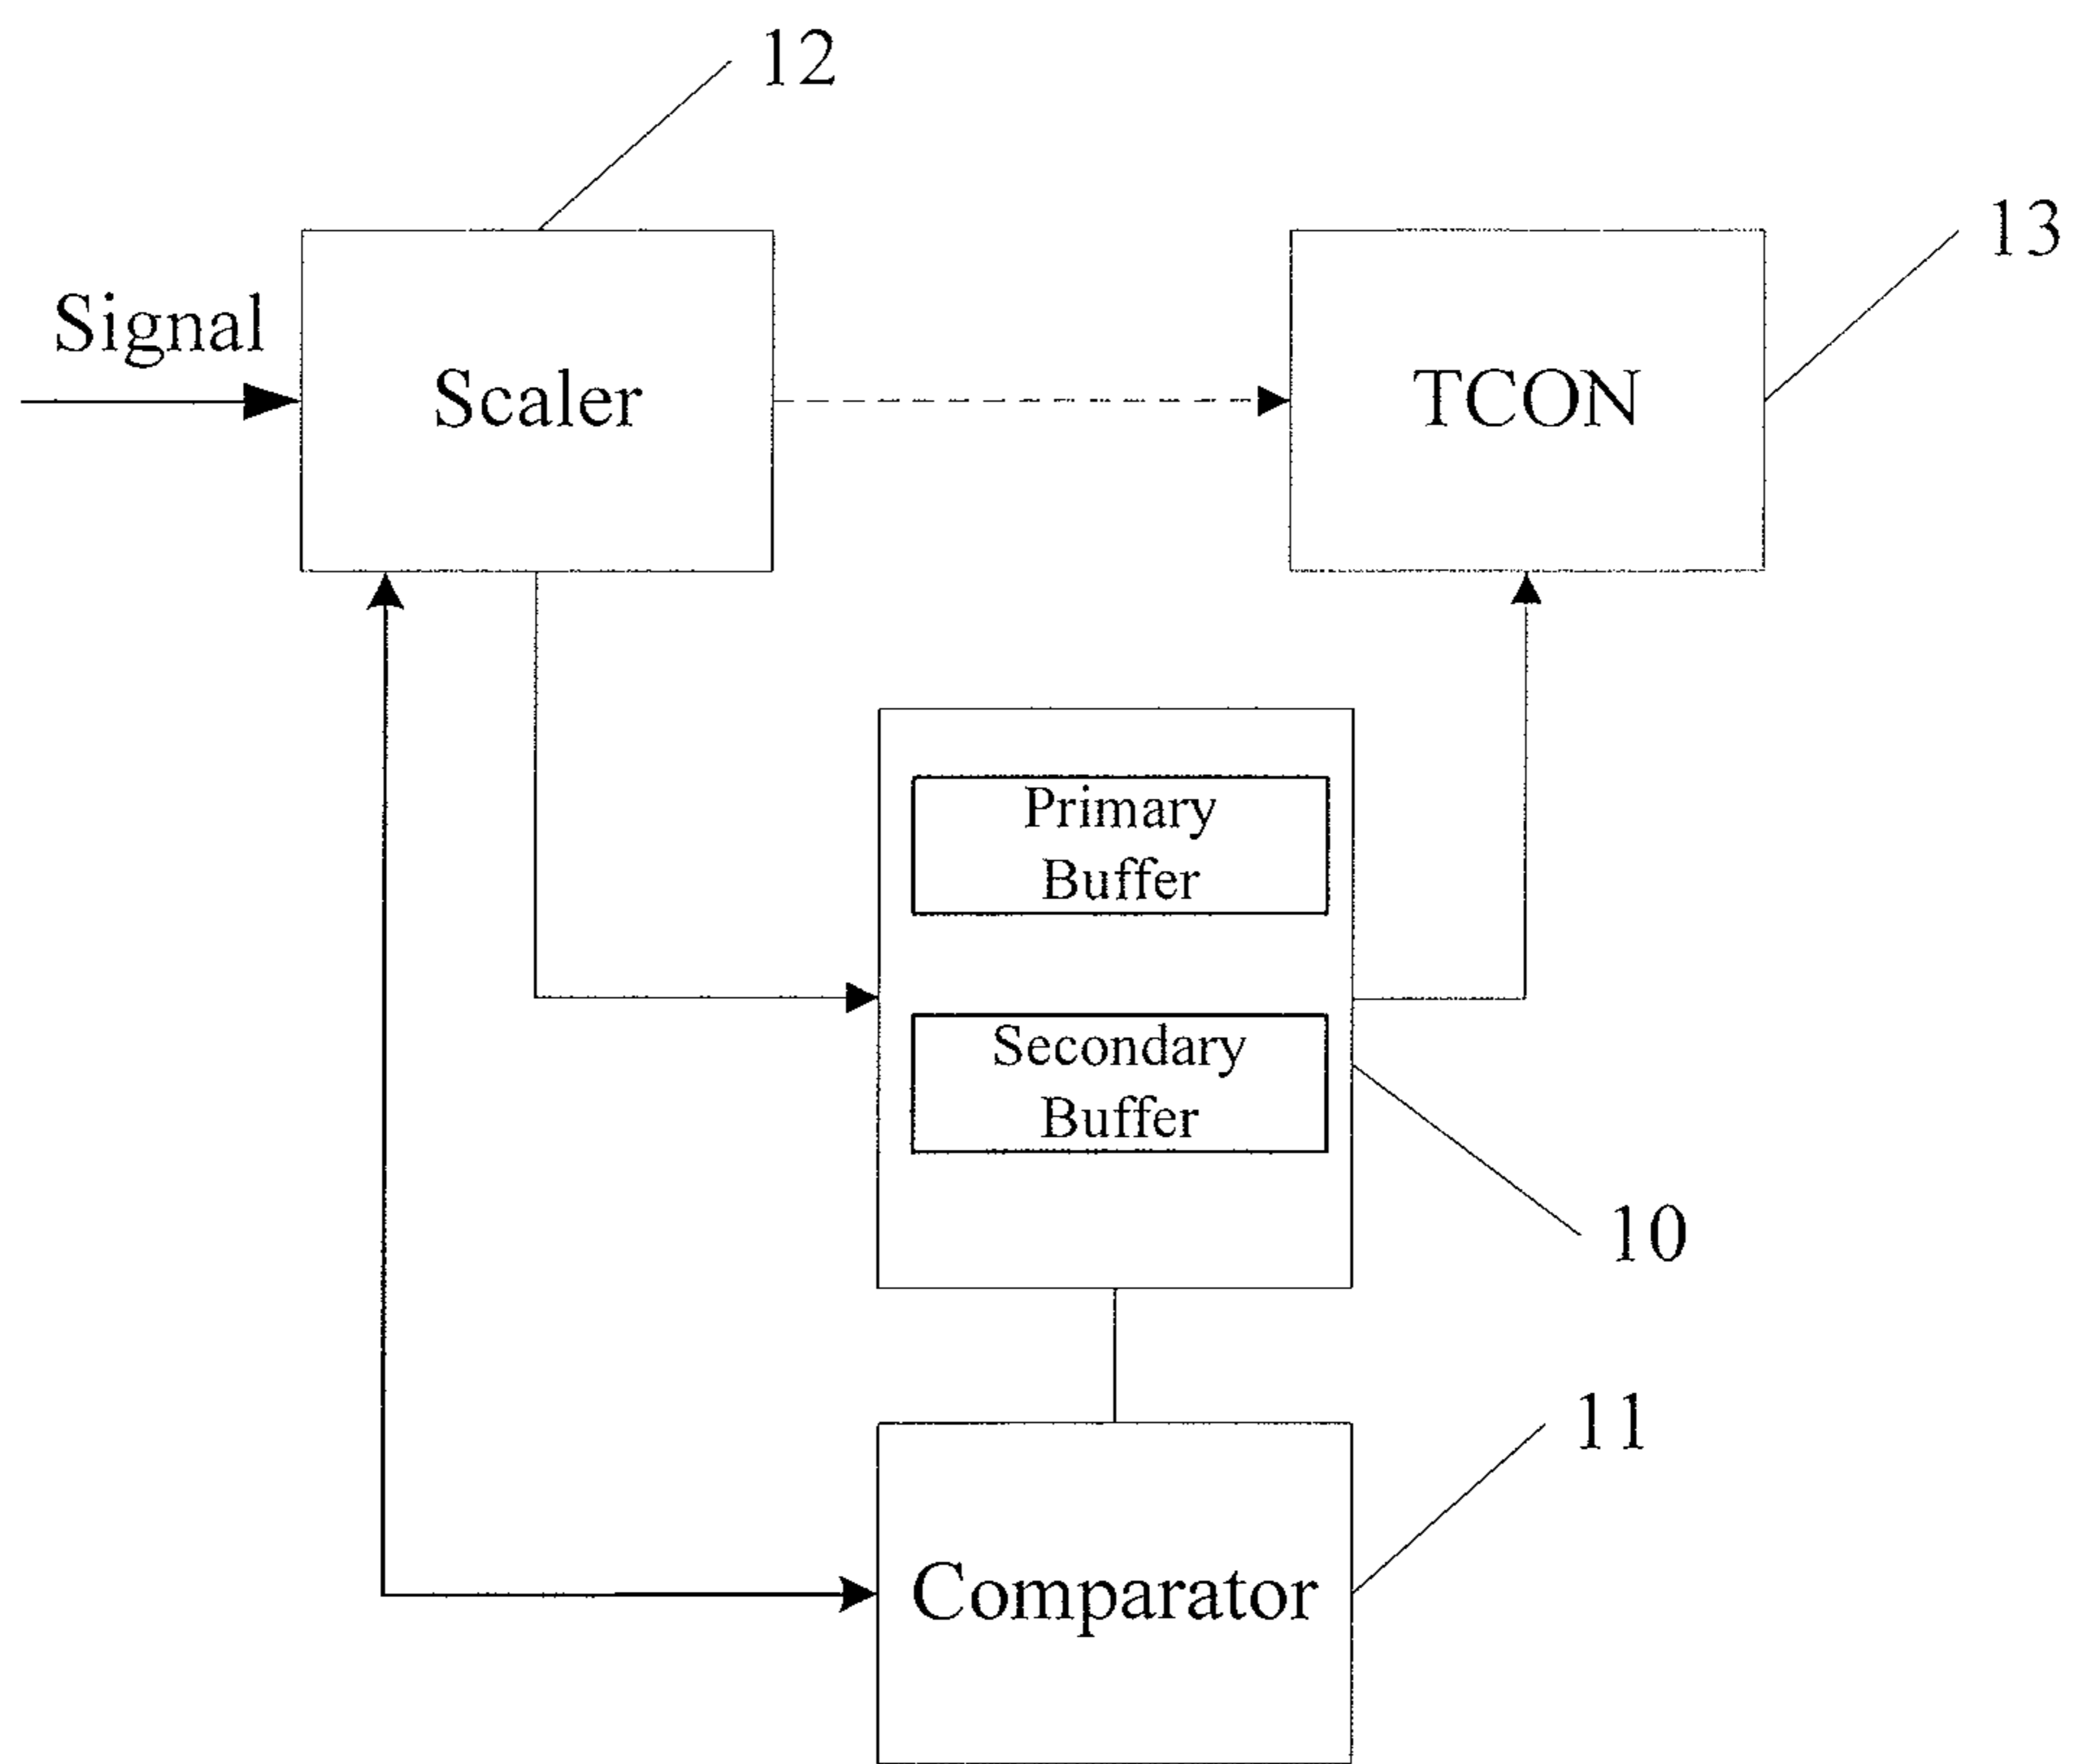 12
13
Signal
Scaler
TCON
Primary
Buffer
Secondary
Buffer
10
11
Comparator